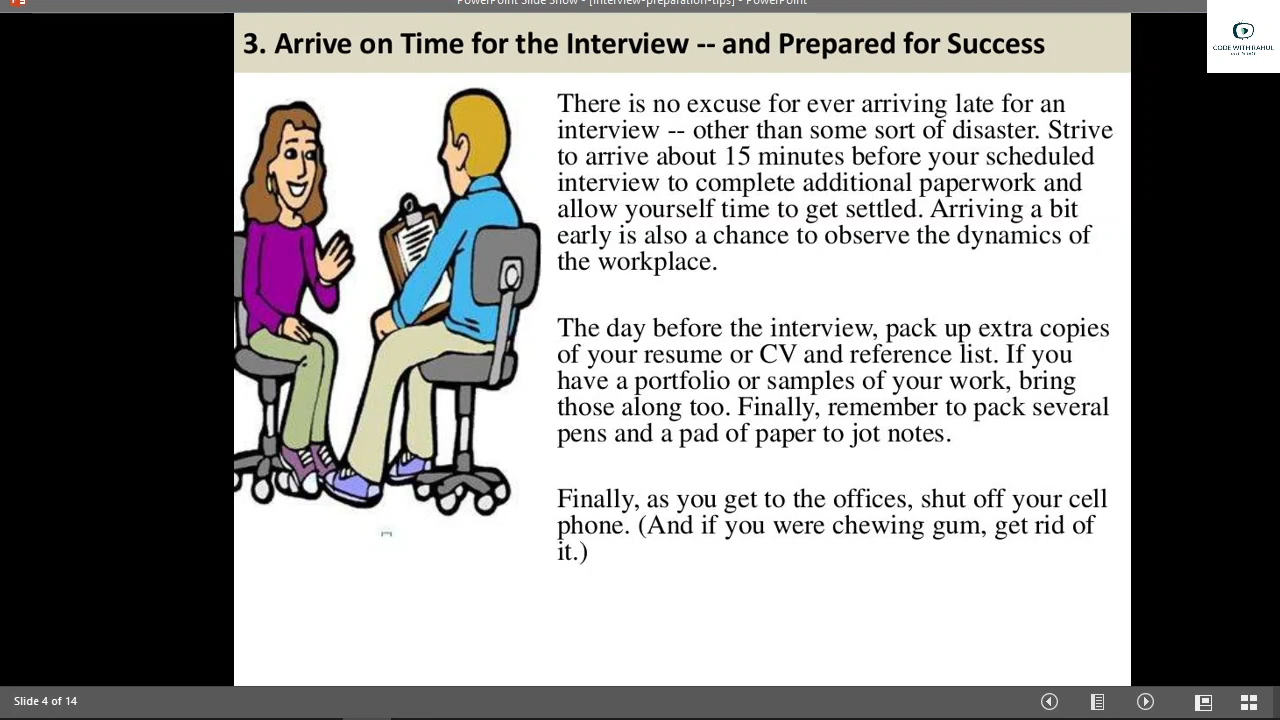 PowerPoint Slide Show - [interview-preparation-tips] - PowerPoint
CODE WITH RAHUL
3. Arrive on Time for the Interview -- and Prepared for Success
There is no excuse for ever arriving late for an
interview -- other than some sort of disaster. Strive
to arrive about 15 minutes before your scheduled
interview to complete additional paperwork and
allow yourself time to get settled. Arriving a bit
early is also a chance to observe the dynamics of
the workplace.
The day before the interview, pack up extra copies
of your resume or CV and reference list. If you
have a portfolio or samples of your work, bring
those along too. Finally, remember to pack several
pens and a pad of paper to jot notes.
Finally, as you get to the offices, shut off your cell
phone. (And if you were chewing gum, get rid of
it.)
Slide 4 of 14